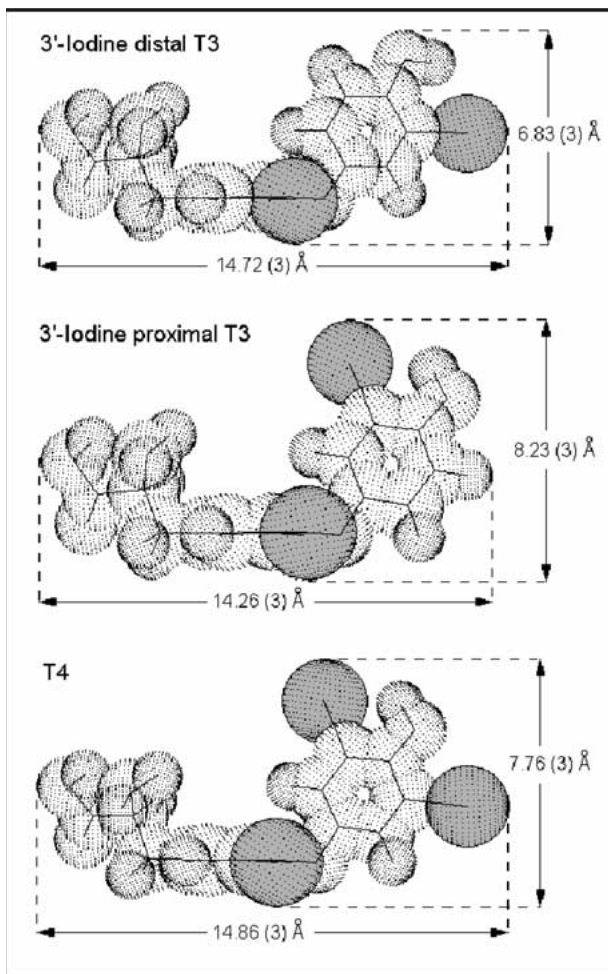 3'-Iodine distal T3
6.83 (3) Å
14.72 (3) Å
3'-Iodine proximal T3
8.23 (3) Å
14.26 (3) Å
T4
7.76 (3) Å
14.86 (3) Å